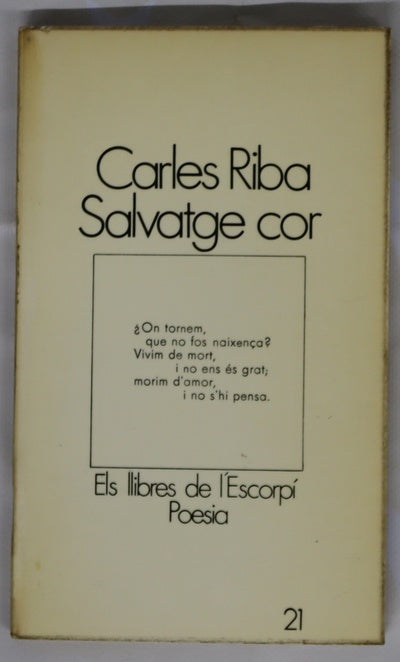 Carles Riba
Salvatge cor
¿On tornem,
que no fos naixença?
Vivim de mort,
i no ens és grat;
morim d'amor,
i no s'hi pensa.
Els llibres de l'Escorpí
Poesia
21